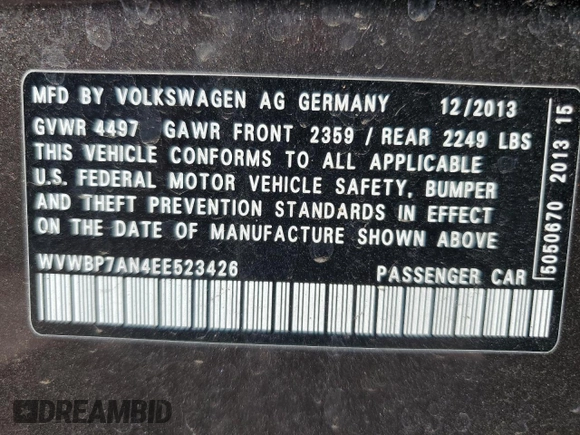 MFD BY VOLKSWAGEN AG GERMANY 12/2013
GVWR 4497 GAWR FRONT 2359 / REAR 2249 LBS
THIS VEHICLE CONFORMS TO ALL APPLICABLE
U.S. FEDERAL MOTOR VEHICLE SAFETY, BUMPER
AND THEFT PREVENTION STANDARDS IN EFFECT
ON THE DATE OF MANUFACTURE SHOWN ABOVE
WVWBP7AN4EE523426 PASSENGER CAR
5050670 2013 15
DREAMBID